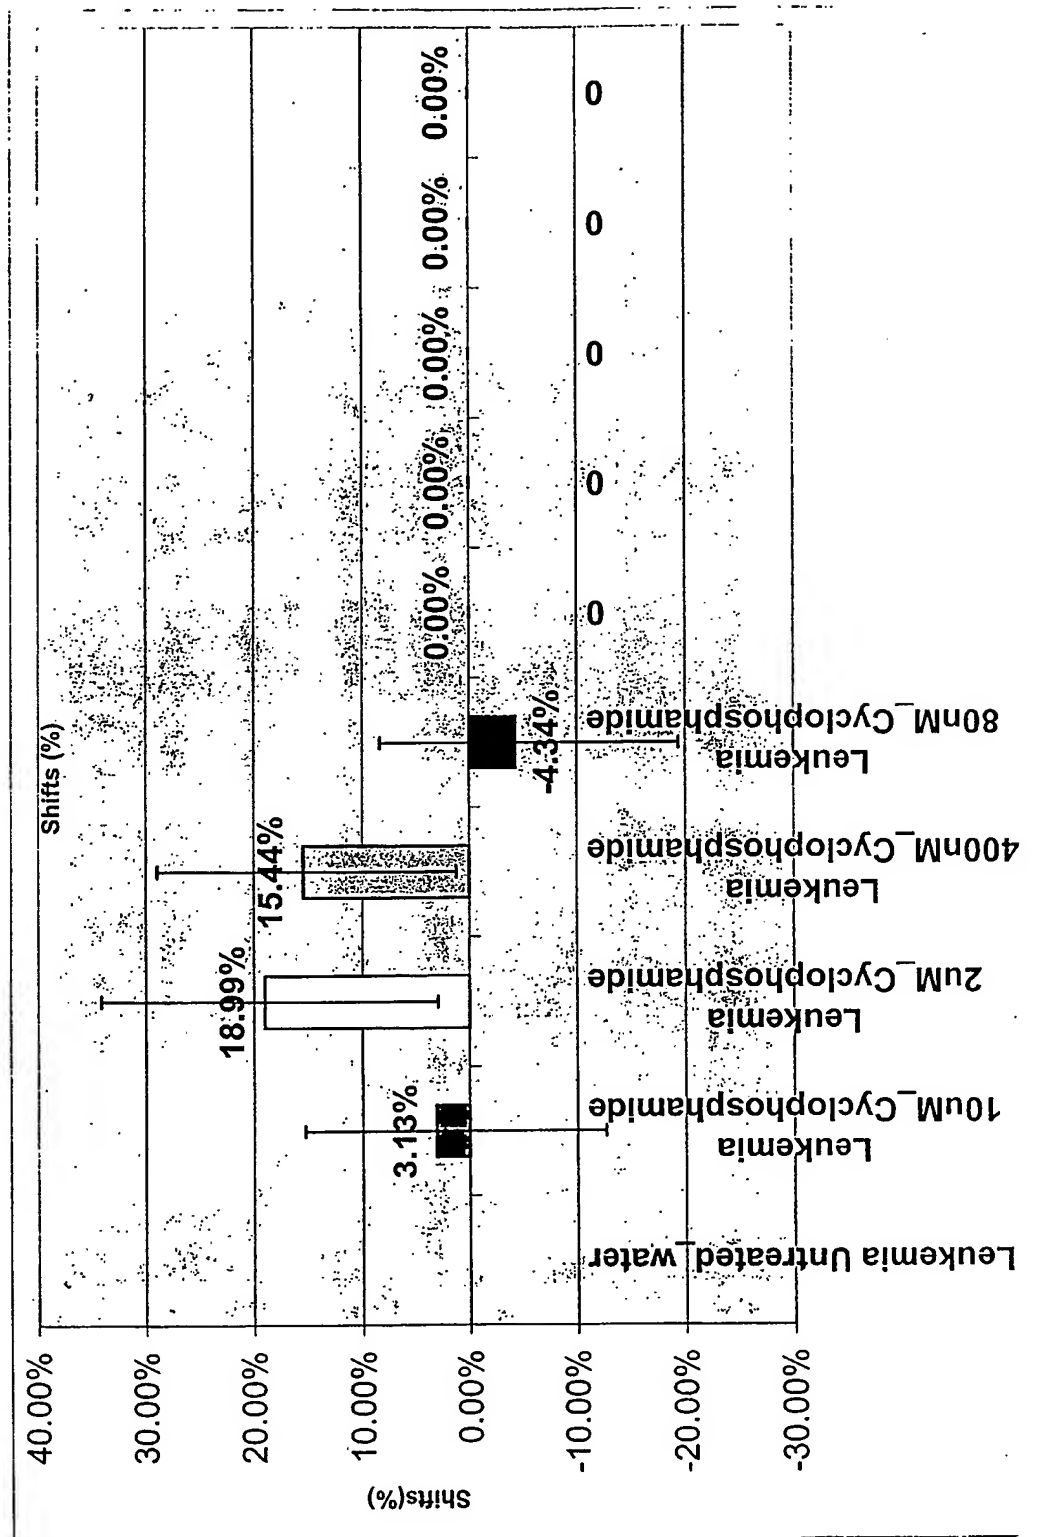 Shifts (%)
40.00%
30.00%
20.00%
10.00%
0.00%
-10.00%
-20.00%
-30.00%
Shifts(%)
3.13%
18.99%
15.44%
-4.34%
0.00%
0.00%
0.00%
0.00%
0.00%
Leukemia Untreated_water
Leukemia
10uM_Cyclophosphamide
Leukemia
2uM_Cyclophosphamide
Leukemia
400nM_Cyclophosphamide
Leukemia
80nM_Cyclophosphamide
0
0
0
0
0